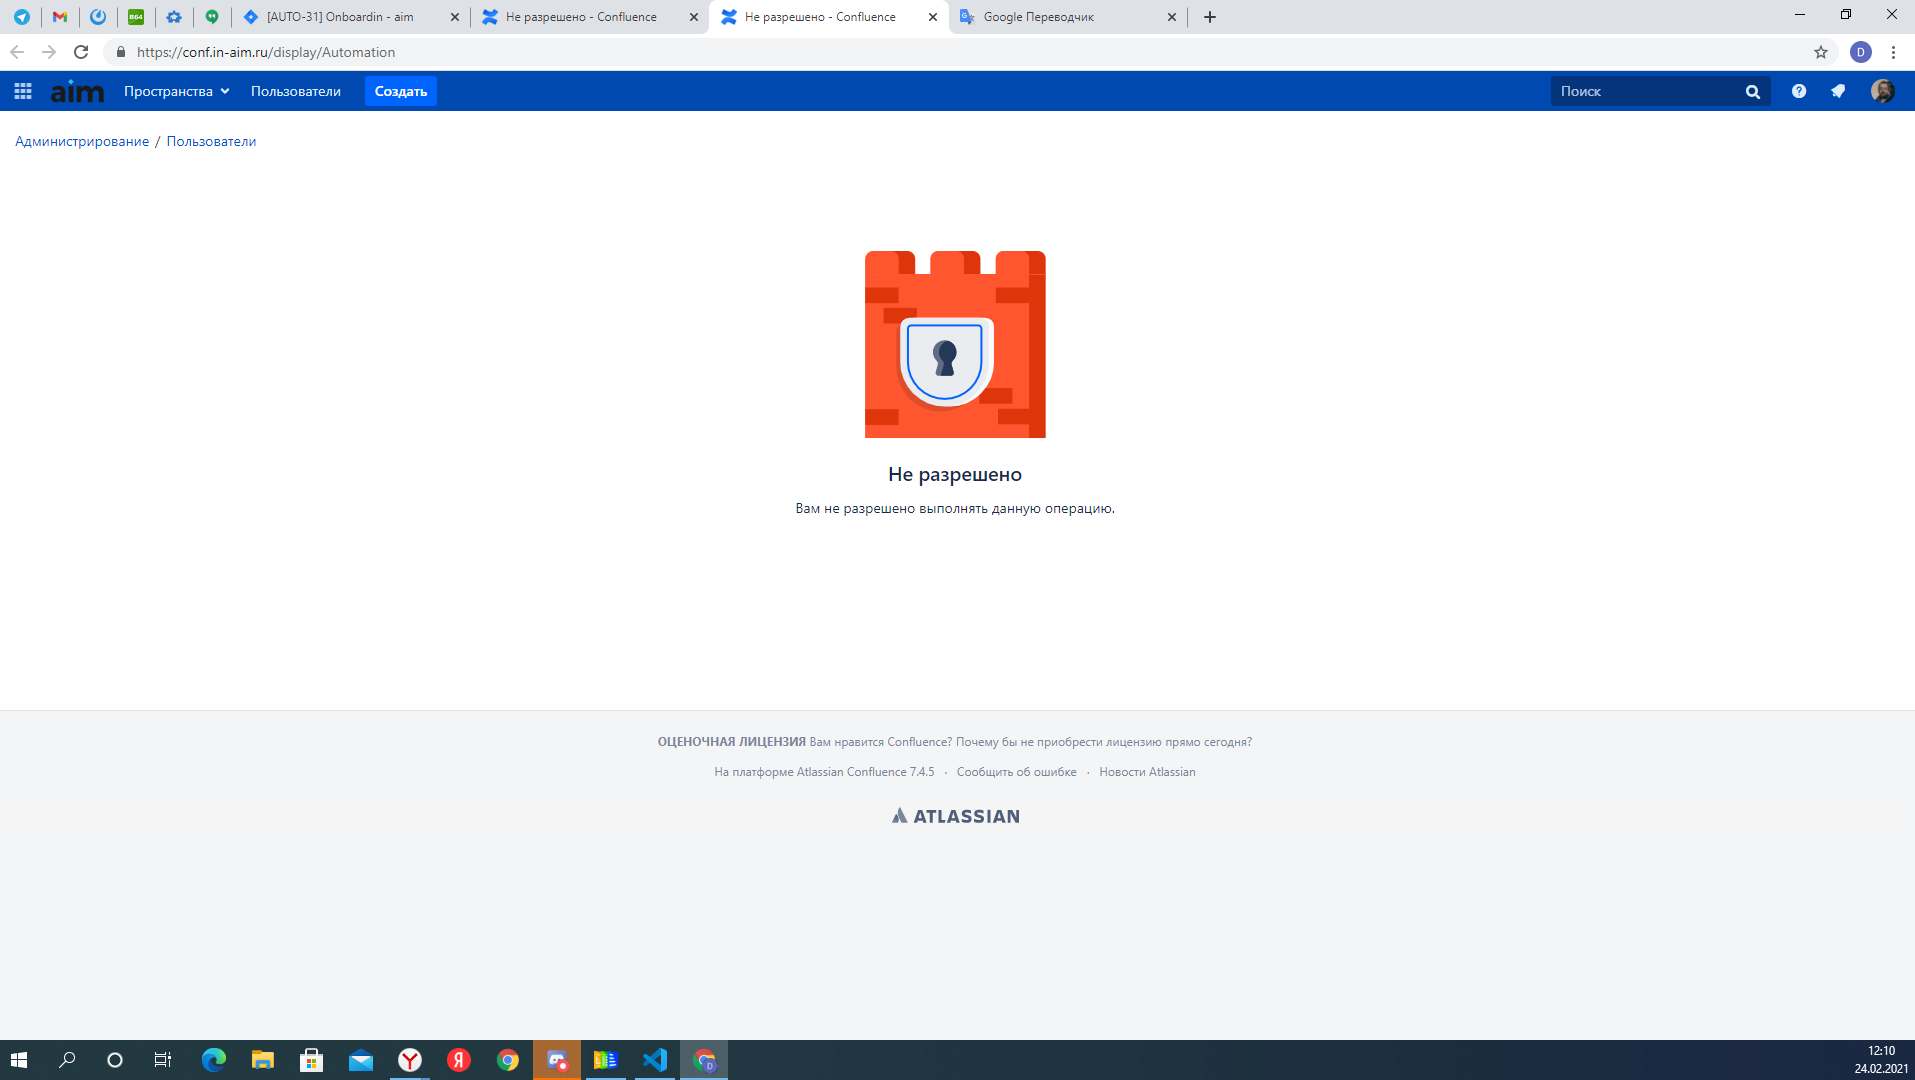 B64
[AUTO-31] Onboardin - aim
Не разрешено - Confluence
Не разрешено - Confluence
Google Переводчик
https://conf.in-aim.ru/display/Automation
D
aim
Пространства
Пользователи
Создать
Поиск
Администрирование / Пользователи
Не разрешено
Вам не разрешено выполнять данную операцию.
ОЦЕНОЧНАЯ ЛИЦЕНЗИЯ Вам нравится Confluence? Почему бы не приобрести лицензию прямо сегодня?
На платформе Atlassian Confluence 7.4.5 · Сообщить об ошибке · Новости Atlassian
ATLASSIAN
12:10
24.02.2021